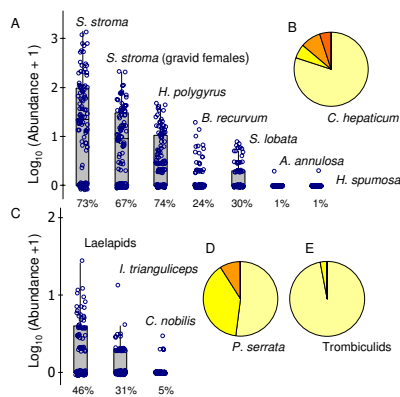 A
S. stroma
B
S. stroma (gravid females)
H. polygyrus
B. recurvum
C. hepaticum
S. lobata
A. annulosa
H. spumosa
Log10 (Abundance + 1)
3
2
1
0
73% 67% 74% 24% 30% 1% 1%
C
Laelapids
I. trianguliceps
C. nobilis
Log10 (Abundance +1)
2
1
0
46% 31% 5%
D
E
P. serrata
Trombiculids